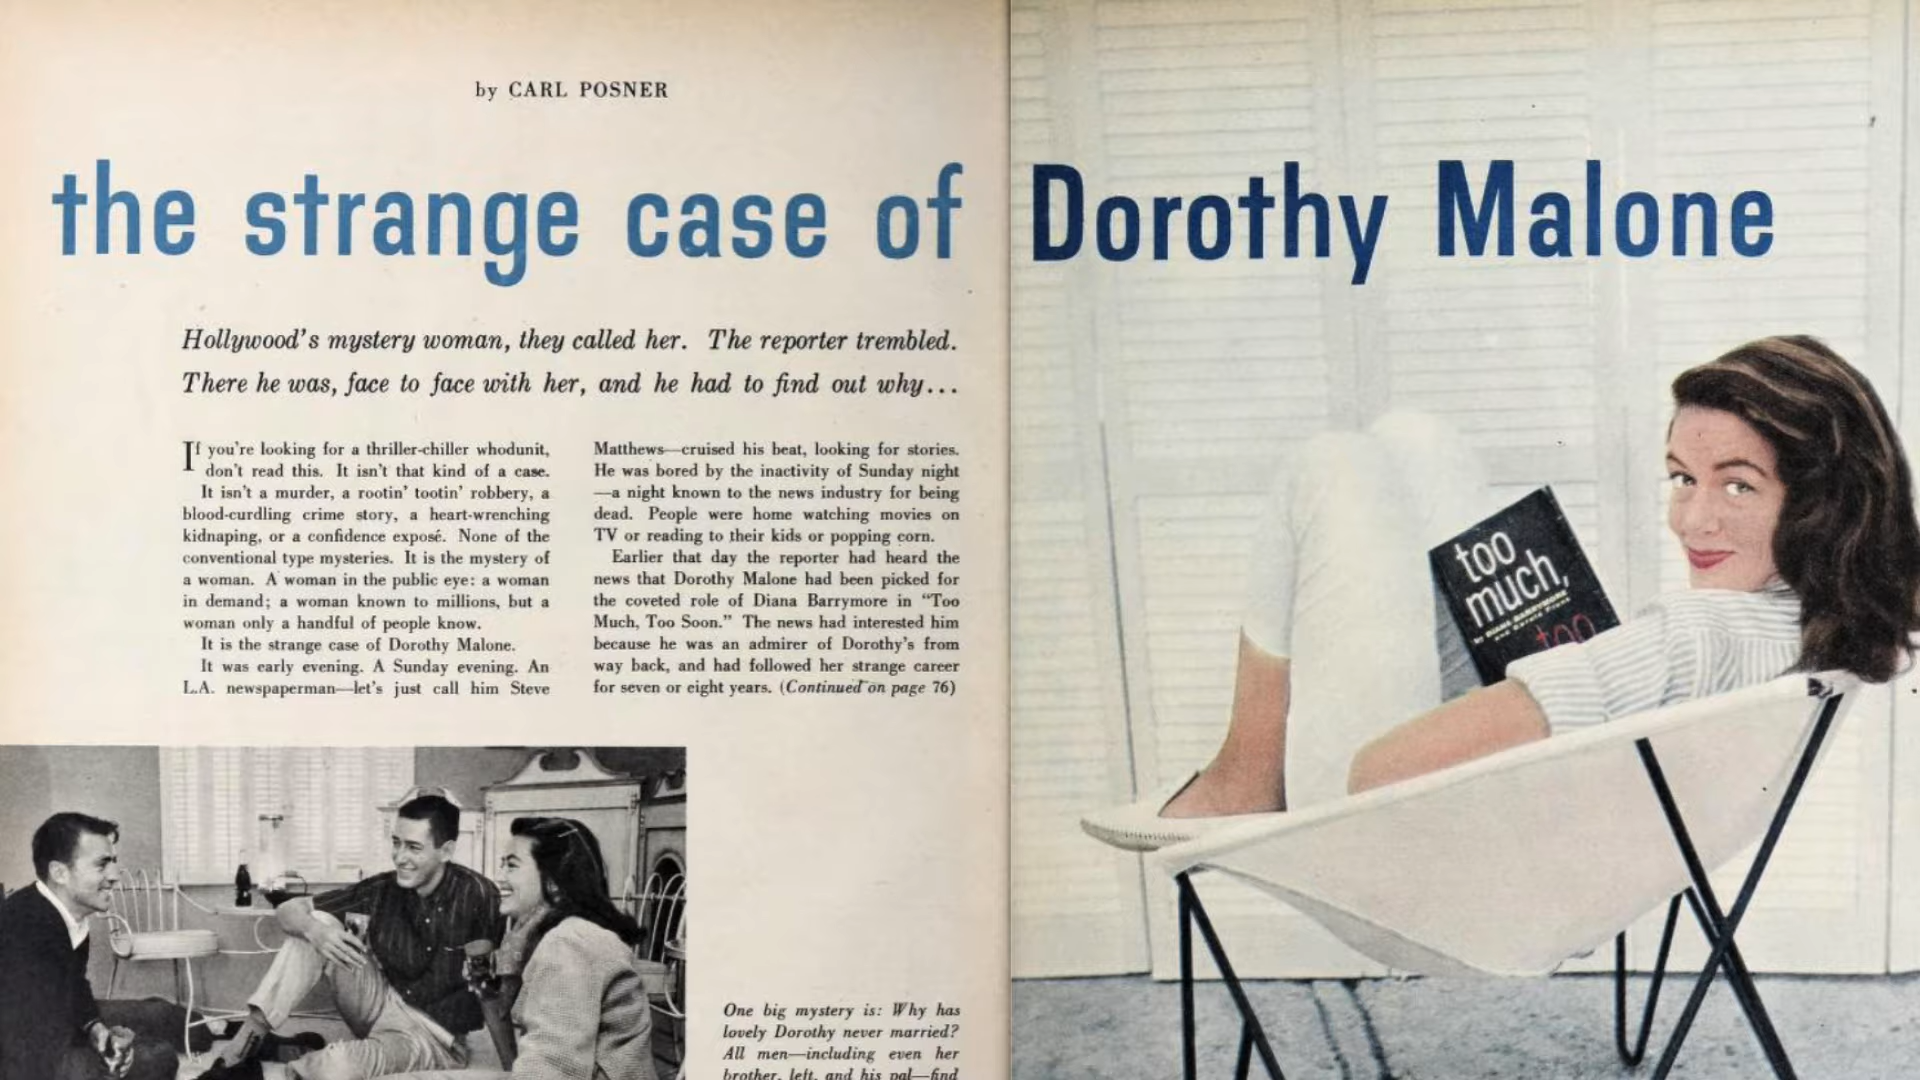 by CARL POSNER
the strange case of Dorothy Malone
Hollywood's mystery woman, they called her. The reporter trembled.
There he was, face to face with her, and he had to find out why...
If you're looking for a thriller-chiller whodunit,
don't read this. It isn't that kind of a case.
It isn't a murder, a rootin' tootin' robbery, a
blood-curdling crime story, a heart-wrenching
kidnaping, or a confidence exposé. None of the
conventional type mysteries. It is the mystery of
a woman. A woman in the public eye: a woman
in demand; a woman known to millions, but a
woman only a handful of people know.
It is the strange case of Dorothy Malone.
It was early evening. A Sunday evening. An
L.A. newspaperman—let's just call him Steve
Matthews—cruised his beat, looking for stories.
He was bored by the inactivity of Sunday night
—a night known to the news industry for being
dead. People were home watching movies on
TV or reading to their kids or popping corn.
Earlier that day the reporter had heard the
news that Dorothy Malone had been picked for
the coveted role of Diana Barrymore in “Too
Much, Too Soon.” The news had interested him
because he was an admirer of Dorothy's from
way back, and had followed her strange career
for seven or eight years. (Continued on page 76)
One big mystery is: Why has
lovely Dorothy never married?
All men—including even her
brother, left, and his pal—find
too
much,
by DIANA BARRYMORE
too